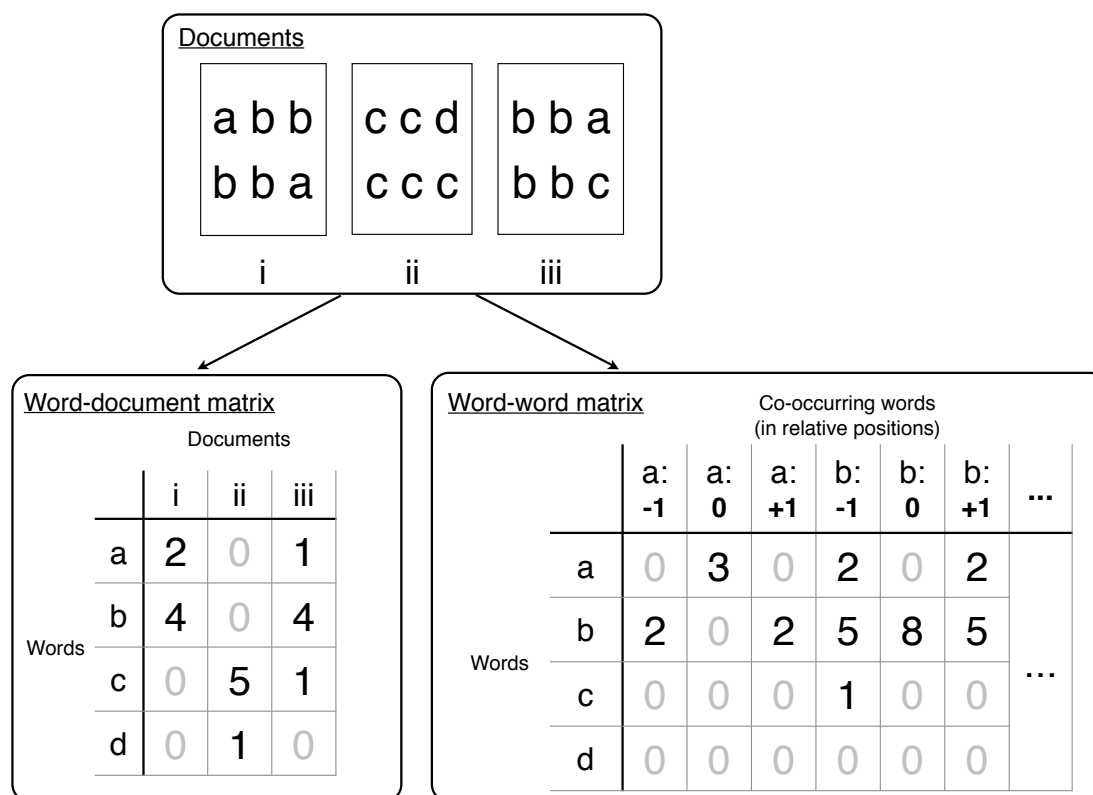 Documents
a b b
b b a
i
c c d
c c c
ii
b b a
b b c
iii
Word-document matrix
Documents
i ii iii
a 2 0 1
b 4 0 4
c 0 5 1
d 0 1 0
Words
Word-word matrix
Co-occurring words
(in relative positions)
a: a: a: b: b: b: ...
-1 0 +1 -1 0 +1
a 0 3 0 2 0 2
b 2 0 2 5 8 5
c 0 0 0 1 0 0
d 0 0 0 0 0 0
Words
...